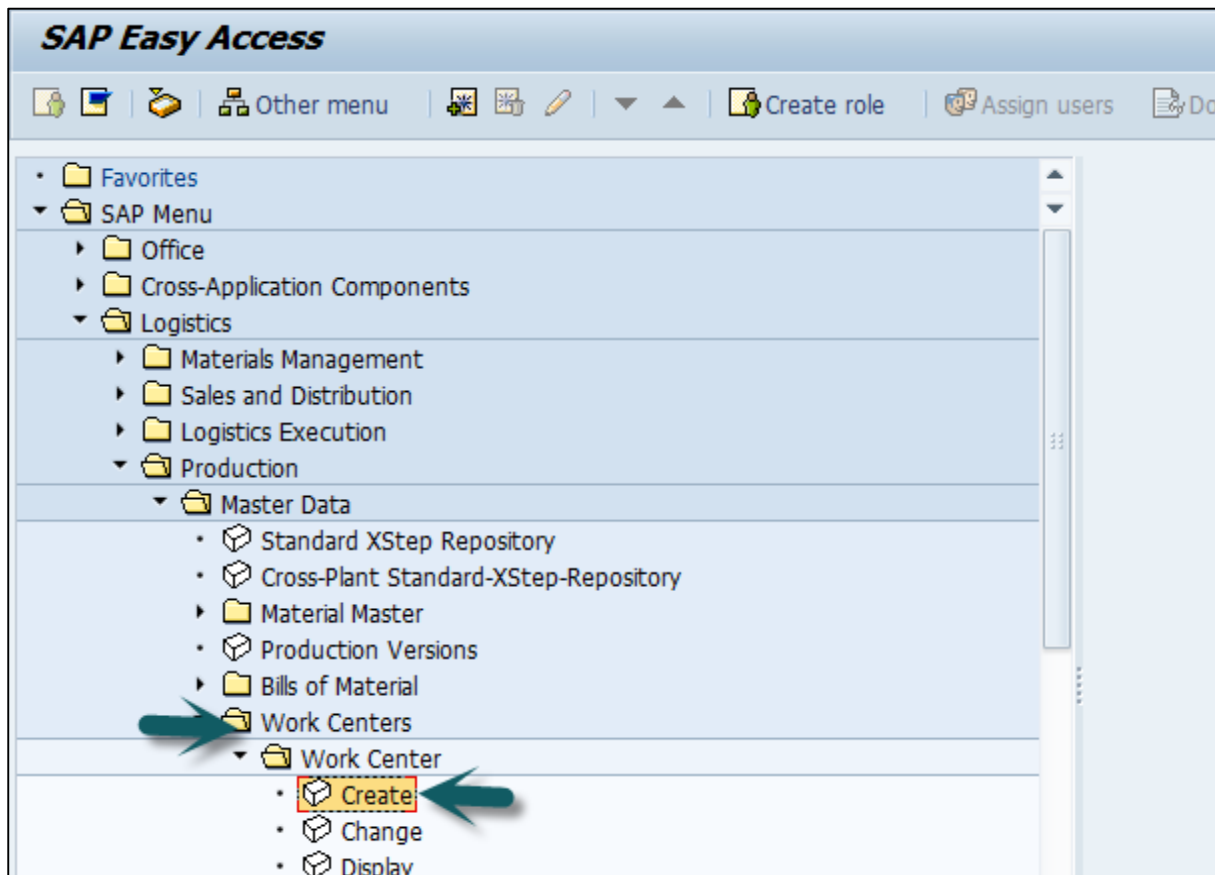 SAP Easy Access
Other menu Create role Assign users Do
Favorites
SAP Menu
Office
Cross-Application Components
Logistics
Materials Management
Sales and Distribution
Logistics Execution
Production
Master Data
Standard XStep Repository
Cross-Plant Standard-XStep-Repository
Material Master
Production Versions
Bills of Material
Work Centers
Work Center
Create
Change
Display